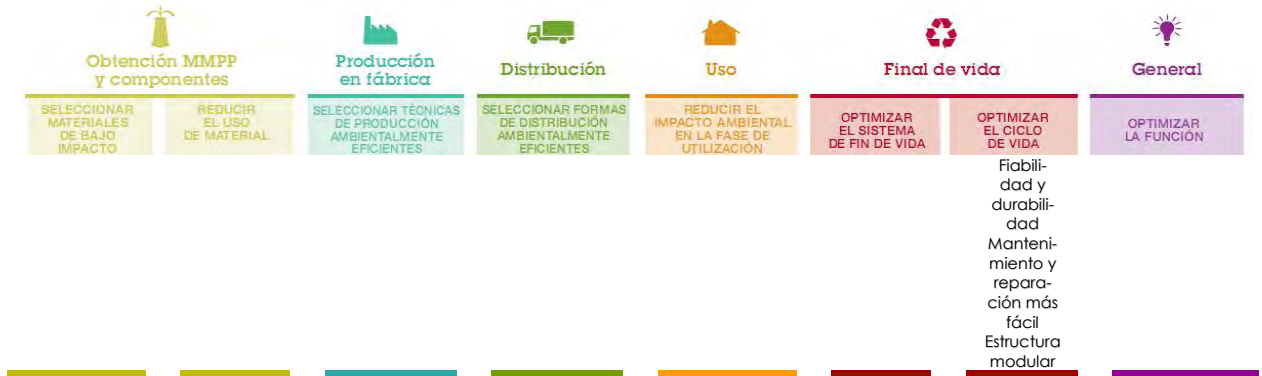 Obtención MMPP
y componentes
Producción
en fábrica
Distribución
Uso
Final de vida
General
SELECCIONAR
MATERIALES
DE BAJO
IMPACTO
REDUCIR
EL USO
DE MATERIAL
SELECCIONAR TÉCNICAS
DE PRODUCCIÓN
AMBIENTALMENTE
EFICIENTES
SELECCIONAR FORMAS
DE DISTRIBUCIÓN
AMBIENTALMENTE
EFICIENTES
REDUCIR EL
IMPACTO AMBIENTAL
EN LA FASE DE
UTILIZACIÓN
OPTIMIZAR
EL SISTEMA
DE FIN DE VIDA
OPTIMIZAR
EL CICLO
DE VIDA
OPTIMIZAR
LA FUNCIÓN
Fiabili-
dad y
durabili-
dad
Manteni-
miento y
repara-
ción más
fácil
Estructura
modular